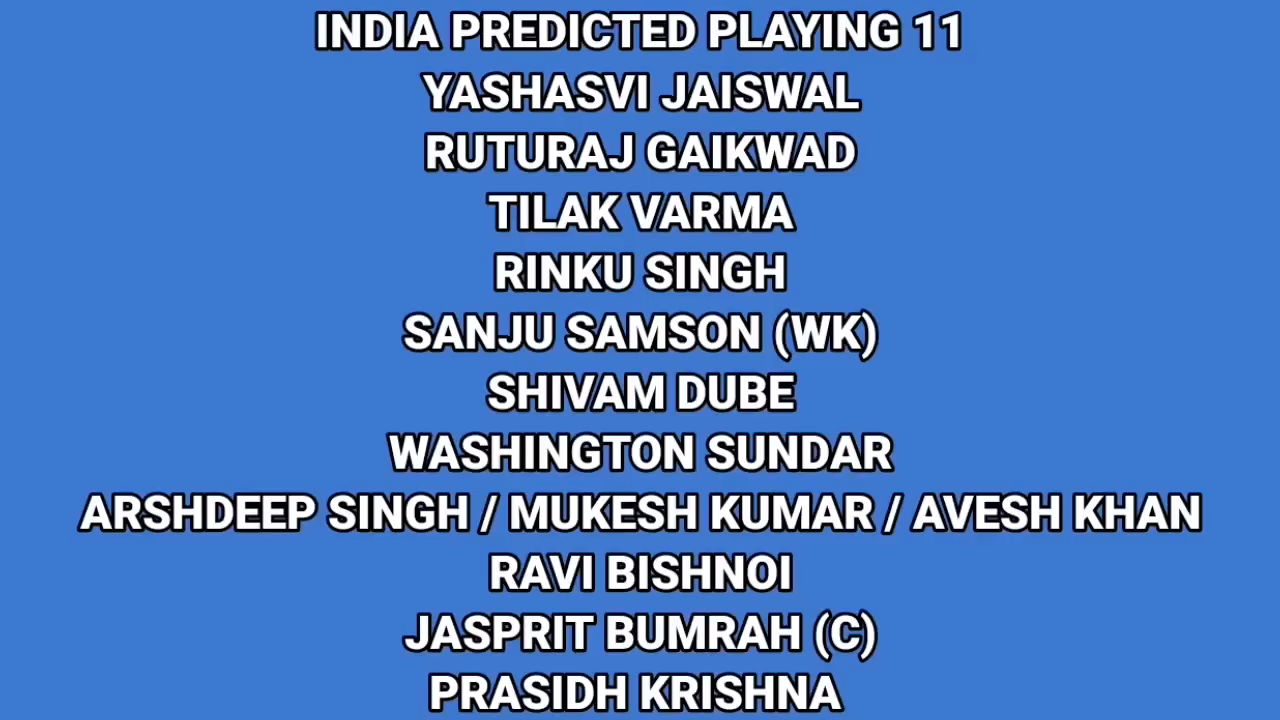 INDIA PREDICTED PLAYING 11
YASHASVI JAISWAL
RUTURAJ GAIKWAD
TILAK VARMA
RINKU SINGH
SANJU SAMSON (WK)
SHIVAM DUBE
WASHINGTON SUNDAR
ARSHDEEP SINGH / MUKESH KUMAR / AVESH KHAN
RAVI BISHNOI
JASPRIT BUMRAH (C)
PRASIDH KRISHNA